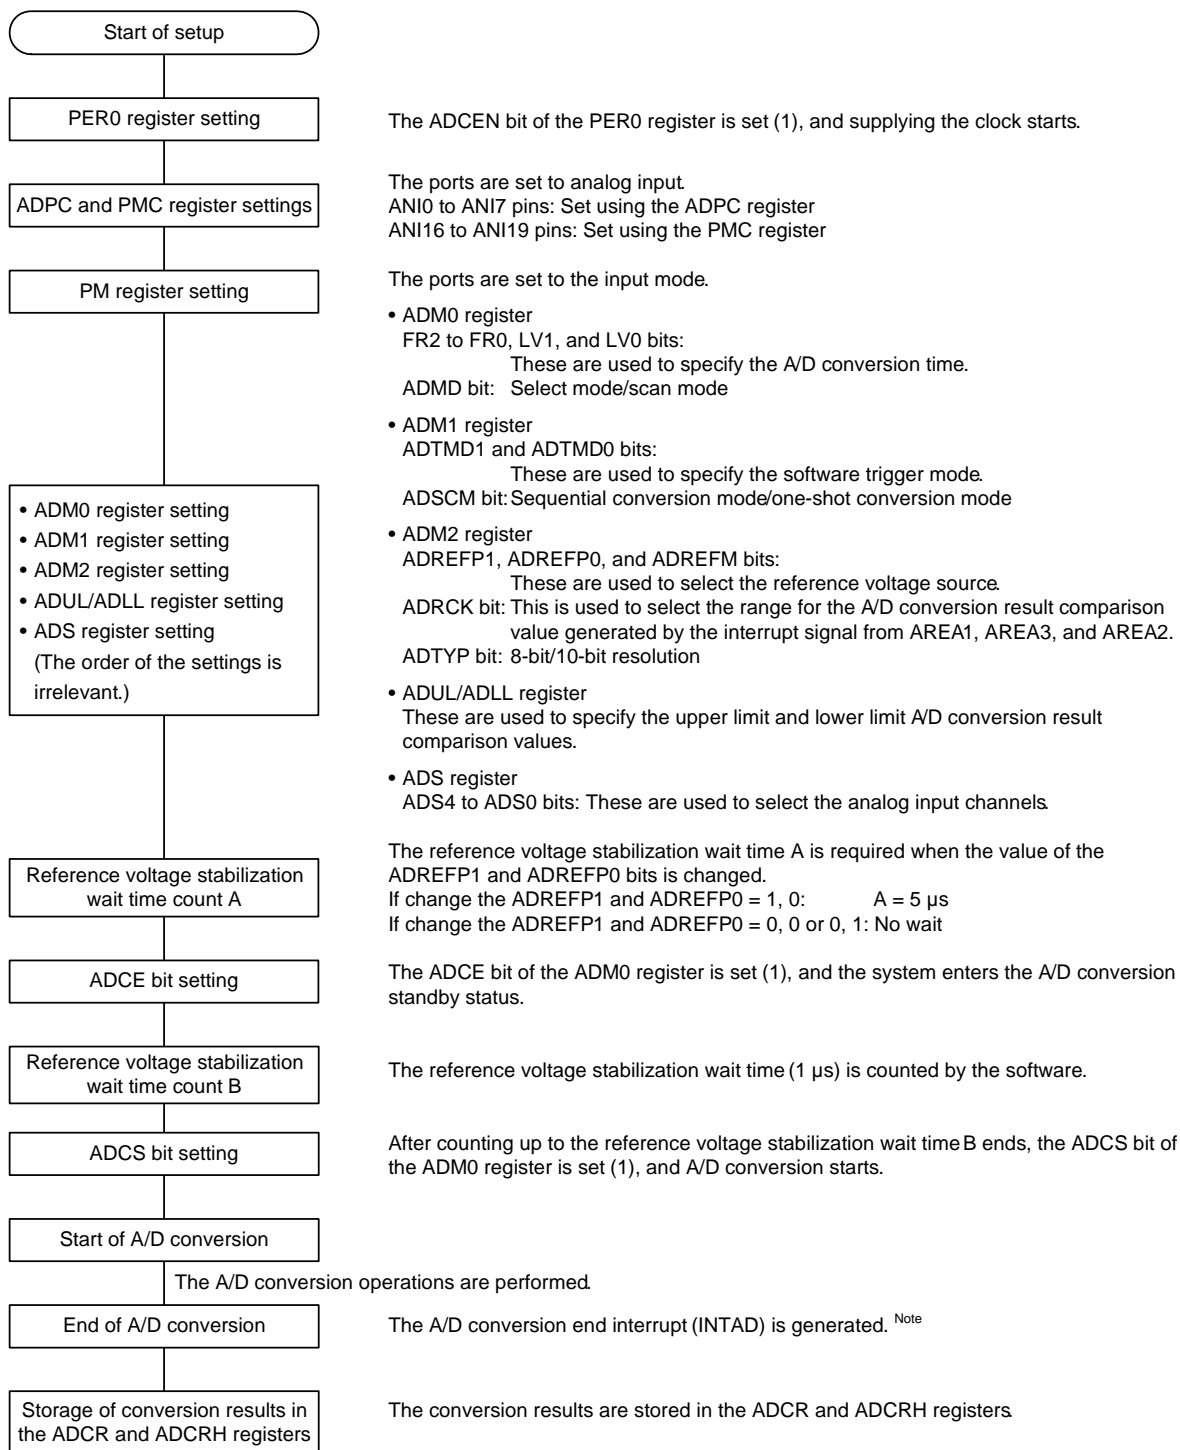 Start of setup
PER0 register setting
The ADCEN bit of the PER0 register is set (1), and supplying the clock starts.
ADPC and PMC register settings
The ports are set to analog input.
ANI0 to ANI7 pins: Set using the ADPC register
ANI16 to ANI19 pins: Set using the PMC register
PM register setting
The ports are set to the input mode.
• ADM0 register setting
• ADM1 register setting
• ADM2 register setting
• ADUL/ADLL register setting
• ADS register setting
(The order of the settings is
irrelevant.)
• ADM0 register
FR2 to FR0, LV1, and LV0 bits:
These are used to specify the A/D conversion time.
ADMD bit: Select mode/scan mode
• ADM1 register
ADTMD1 and ADTMD0 bits:
These are used to specify the software trigger mode.
ADSCM bit: Sequential conversion mode/one-shot conversion mode
• ADM2 register
ADREFP1, ADREFP0, and ADREFM bits:
These are used to select the reference voltage source.
ADRCK bit: This is used to select the range for the A/D conversion result comparison
value generated by the interrupt signal from AREA1, AREA3, and AREA2.
ADTYP bit: 8-bit/10-bit resolution
• ADUL/ADLL register
These are used to specify the upper limit and lower limit A/D conversion result
comparison values.
• ADS register
ADS4 to ADS0 bits: These are used to select the analog input channels.
Reference voltage stabilization
wait time count A
The reference voltage stabilization wait time A is required when the value of the
ADREFP1 and ADREFP0 bits is changed.
If change the ADREFP1 and ADREFP0 = 1, 0: A = 5 µs
If change the ADREFP1 and ADREFP0 = 0, 0 or 0, 1: No wait
ADCE bit setting
The ADCE bit of the ADM0 register is set (1), and the system enters the A/D conversion
standby status.
Reference voltage stabilization
wait time count B
The reference voltage stabilization wait time (1 µs) is counted by the software.
ADCS bit setting
After counting up to the reference voltage stabilization wait time B ends, the ADCS bit of
the ADM0 register is set (1), and A/D conversion starts.
Start of A/D conversion
The A/D conversion operations are performed.
End of A/D conversion
The A/D conversion end interrupt (INTAD) is generated. Note
Storage of conversion results in
the ADCR and ADCRH registers
The conversion results are stored in the ADCR and ADCRH registers.